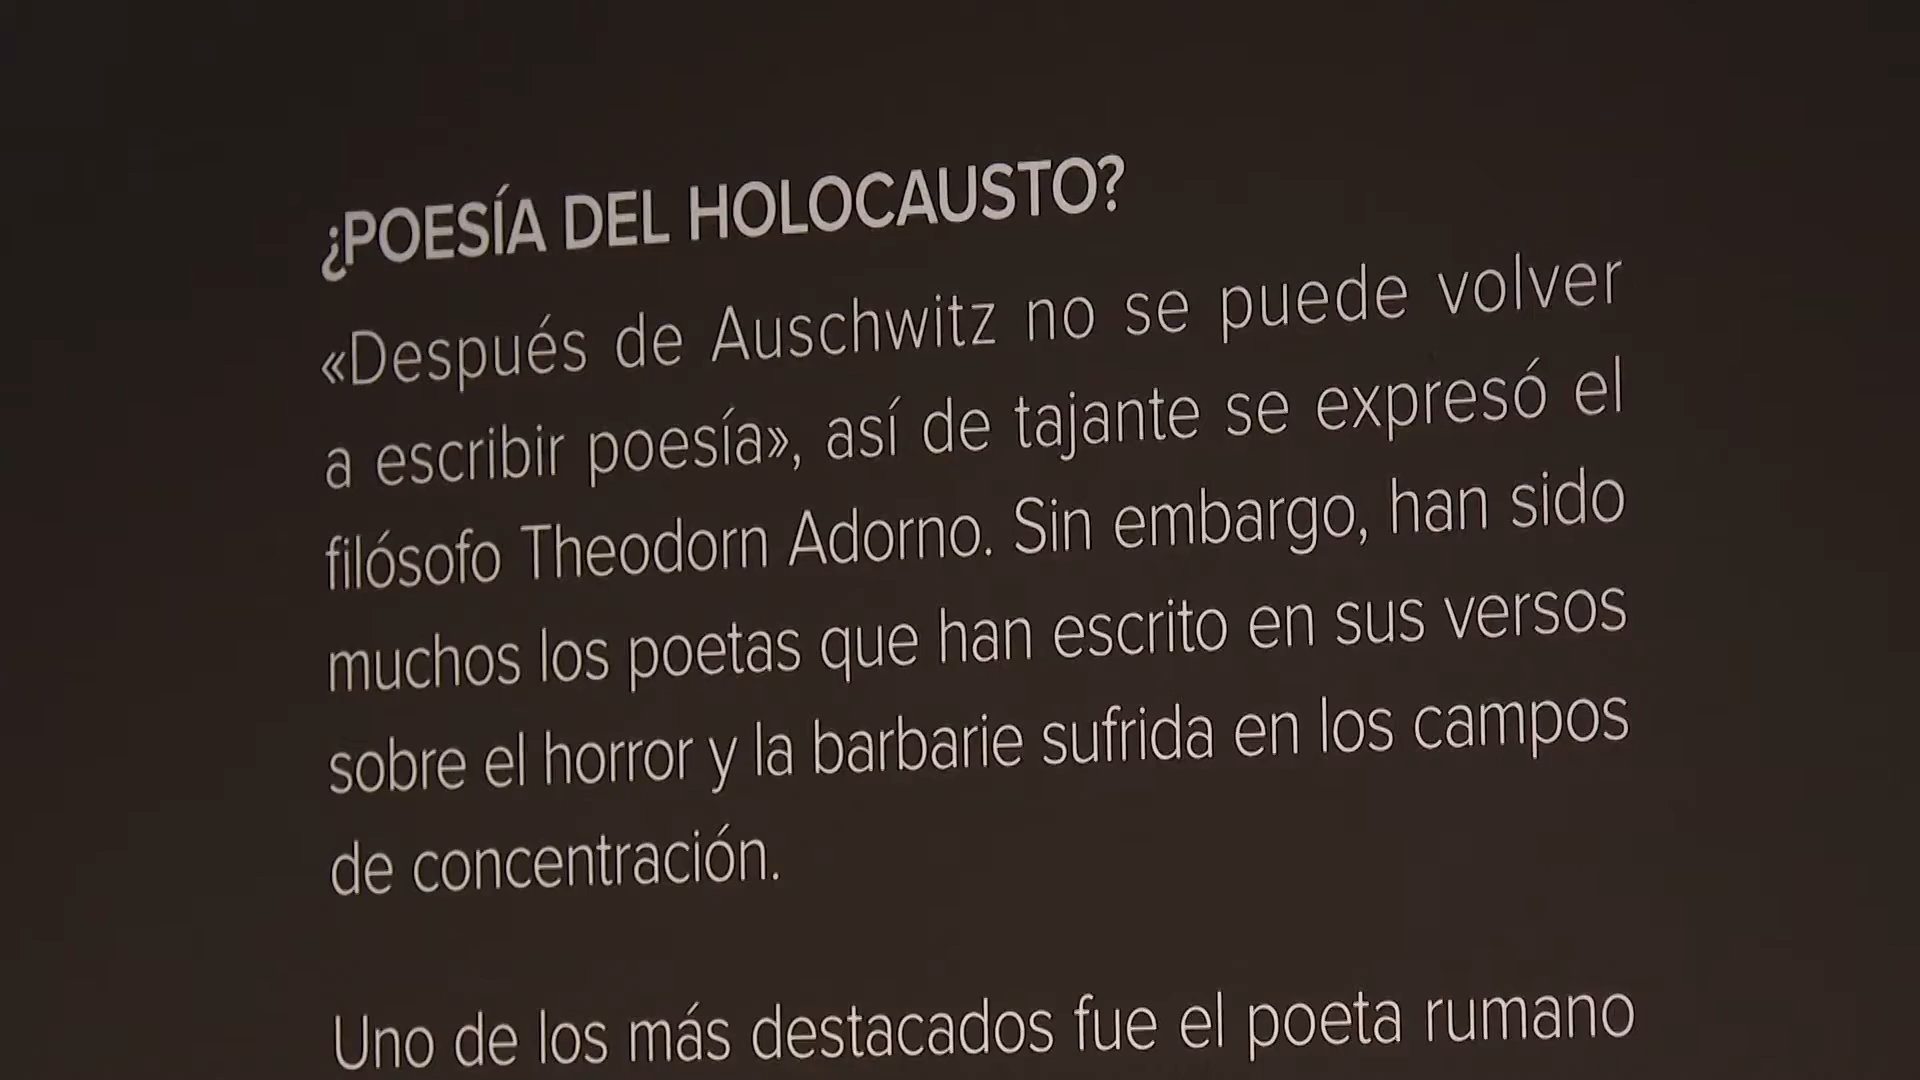 ¿POESÍA DEL HOLOCAUSTO?
«Después de Auschwitz no se puede volver
a escribir poesía», así de tajante se expresó el
filósofo Theodorn Adorno. Sin embargo, han sido
muchos los poetas que han escrito en sus versos
sobre el horror y la barbarie sufrida en los campos
de concentración.
Uno de los más destacados fue el poeta rumano